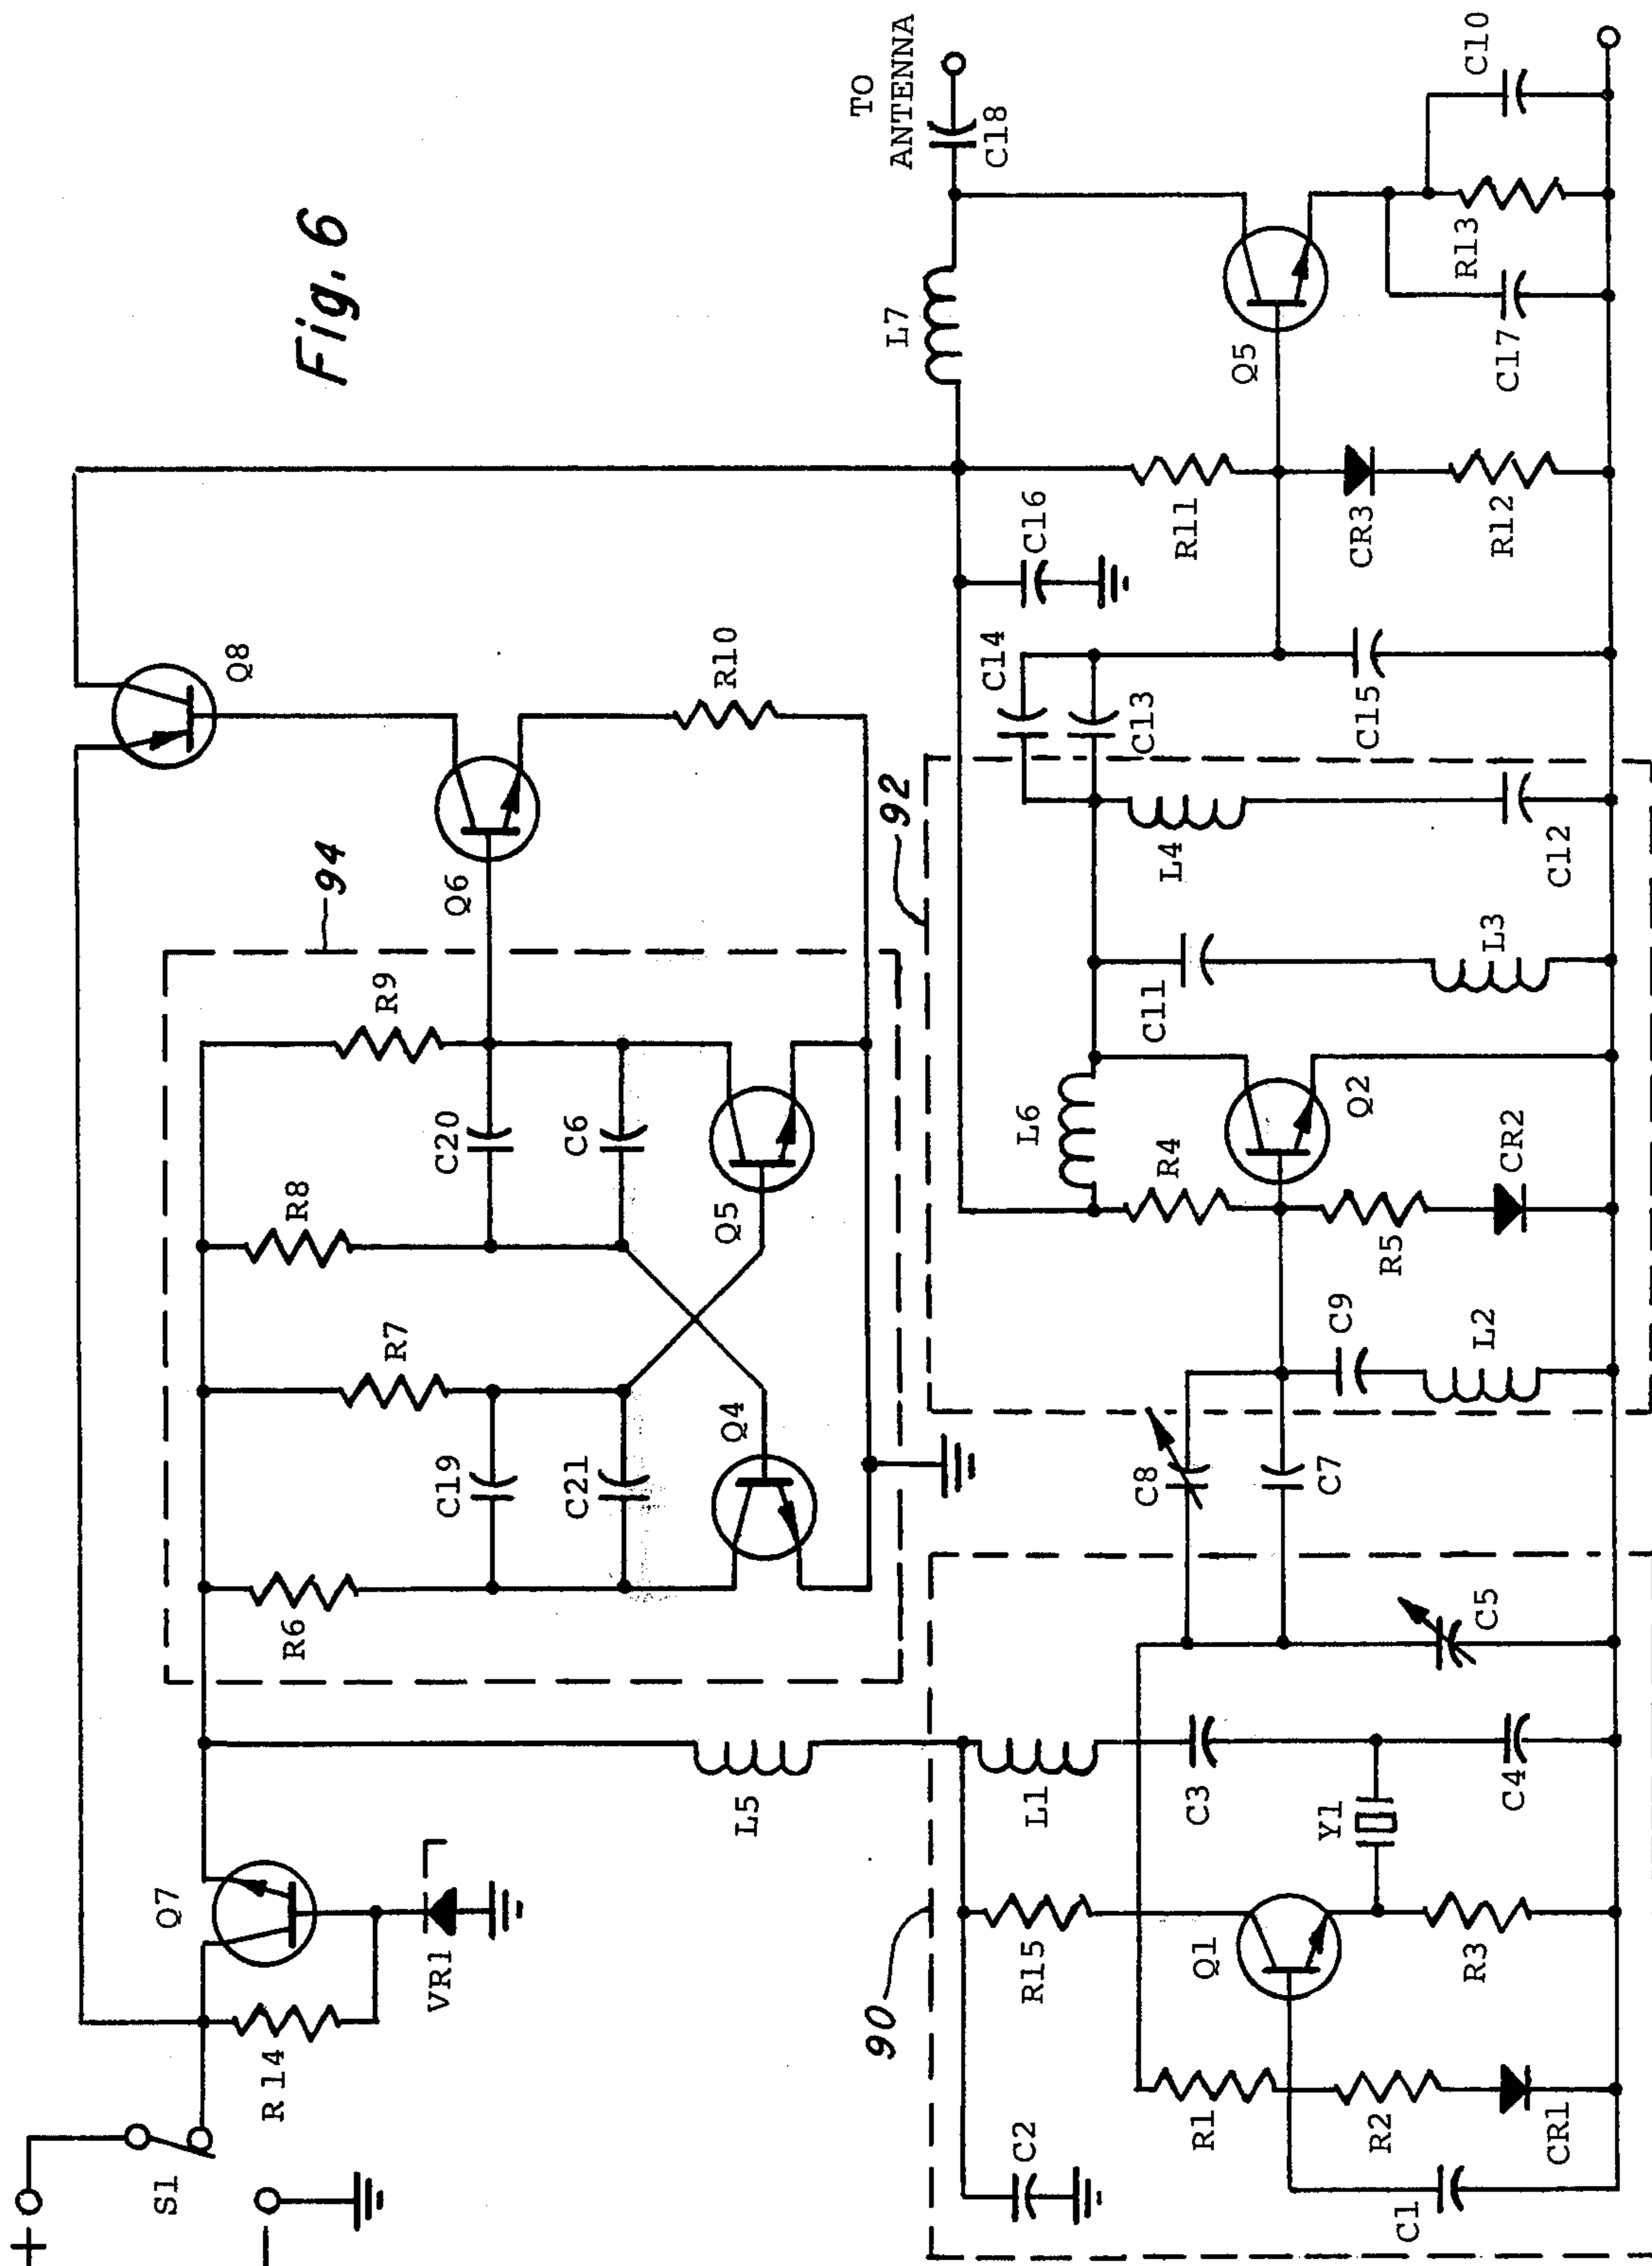 Fig. 6
+
S1
−
R14
Q7
VR1
L5
94
R6
R7
R8
R9
C19
C21
C20
C6
Q4
Q5
Q6
Q8
R10
90
C2
R15
L1
R1
R2
CR1
C1
Q1
R3
Y1
C3
C4
C5
C8
C7
92
C9
L2
L6
R4
R5
CR2
Q2
C11
L3
L4
C12
C14
C13
C15
C16
R11
CR3
R12
L7
Q5
C17
R13
C10
C18
TO
ANTENNA